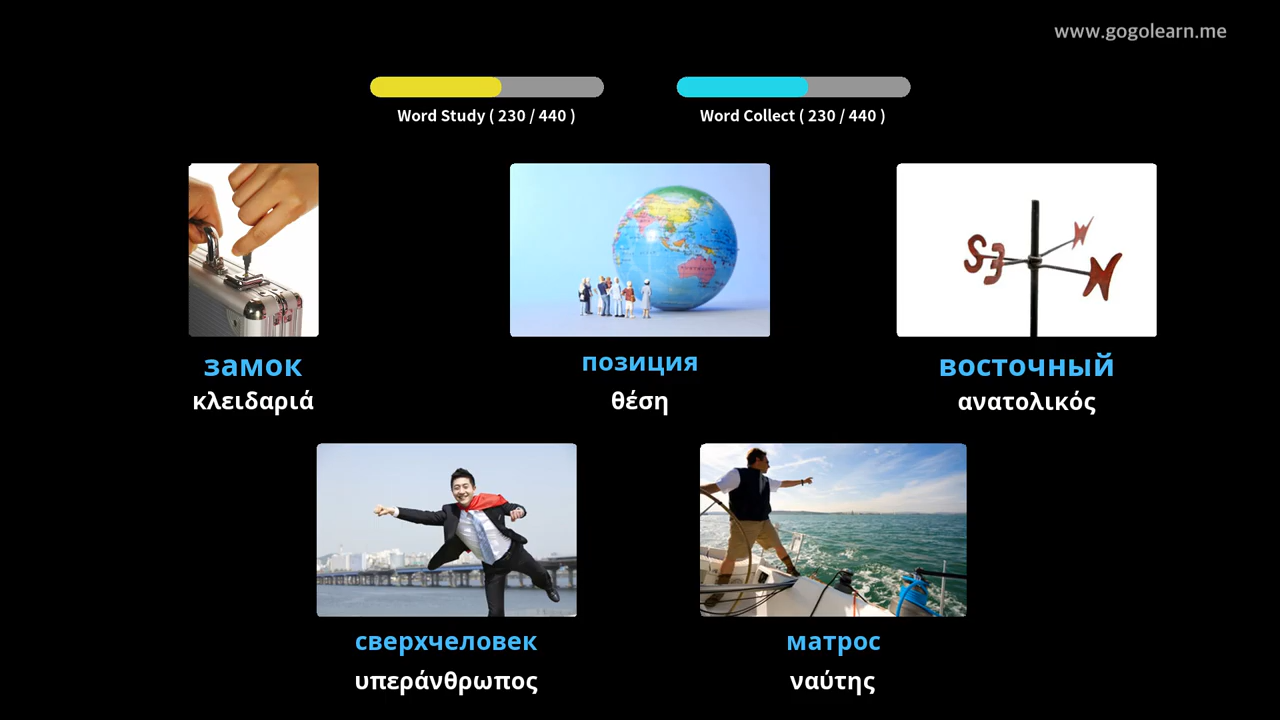 www.gogolearn.me
Word Study ( 230 / 440 )
Word Collect ( 230 / 440 )
замок
κλειδαριά
позиция
θέση
восточный
ανατολικός
сверхчеловек
υπεράνθρωπος
матрос
ναύτης